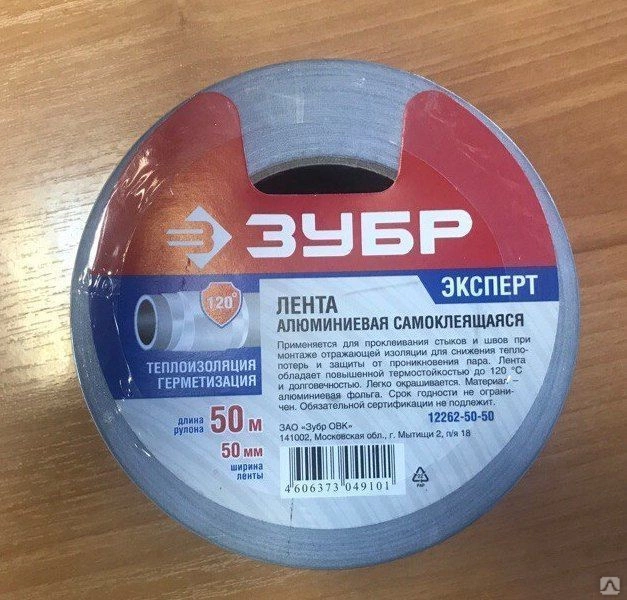 ЗУБР
ЭКСПЕРТ
120°
ЛЕНТА
АЛЮМИНИЕВАЯ САМОКЛЕЯЩАЯСЯ
ТЕПЛОИЗОЛЯЦИЯ
ГЕРМЕТИЗАЦИЯ
Применяется для проклеивания стыков и швов при
монтаже отражающей изоляции для снижения тепло-
потерь и защиты от проникновения пара. Лента
обладает повышенной термостойкостью до 120 °С
и долговечностью. Легко окрашивается. Материал –
алюминиевая фольга. Срок годности не ограни-
чен. Обязательной сертификации не подлежит.
12262-50-50
длина
рулона
50 м
50 мм
ширина
ленты
ЗАО «Зубр ОВК»
141002, Московская обл., г. Мытищи 2, п/я 18
4 606373 049101
PAP